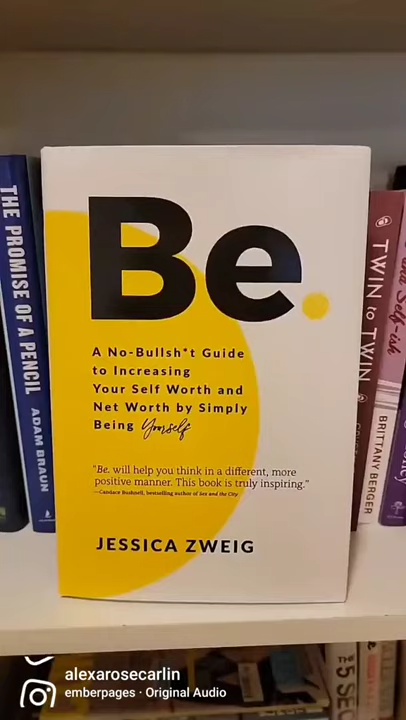 THE PROMISE OF A PENCIL
ADAM BRAUN
Be.
A No-Bullsh*t Guide
to Increasing
Your Self Worth and
Net Worth by Simply
Being Yourself
"Be. will help you think in a different, more
positive manner. This book is truly inspiring."
—Candace Bushnell, bestselling author of Sex and the City
JESSICA ZWEIG
TWIN to TWIN
Self-ish
BRITTANY BERGER
alexarosecarlin
emberpages · Original Audio